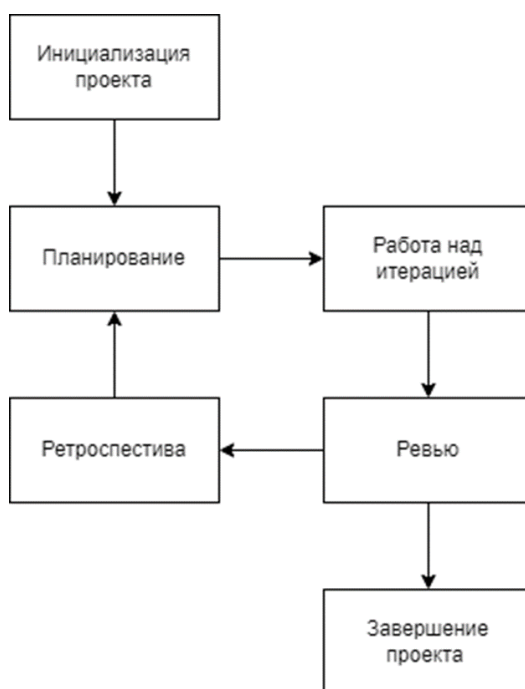 Инициализация
проекта
Планирование
Работа над
итерацией
Ретроспестива
Ревью
Завершение
проекта